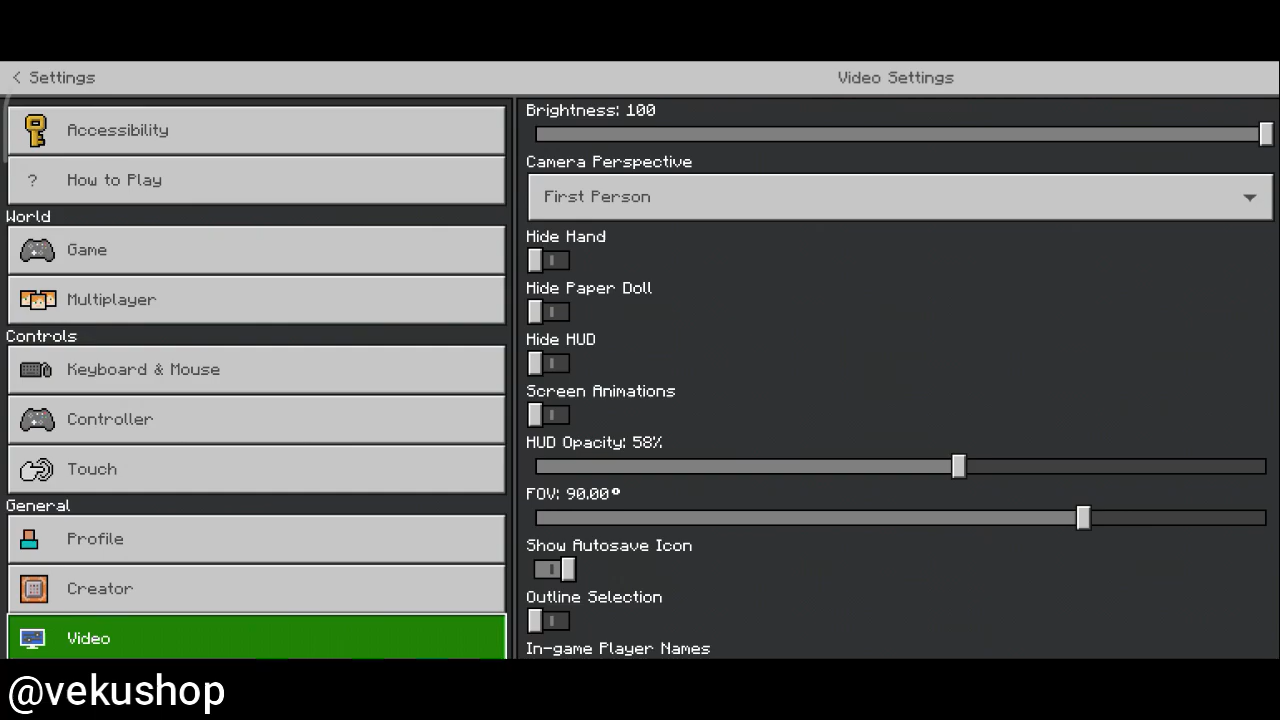 < Settings
Video Settings
Accessibility
? How to Play
World
Game
Multiplayer
Controls
Keyboard & Mouse
Controller
Touch
General
Profile
Creator
Video
Brightness: 100
Camera Perspective
First Person
Hide Hand
Hide Paper Doll
Hide HUD
Screen Animations
HUD Opacity: 58%
FOV: 90.00°
Show Autosave Icon
Outline Selection
In-game Player Names
@vekushop